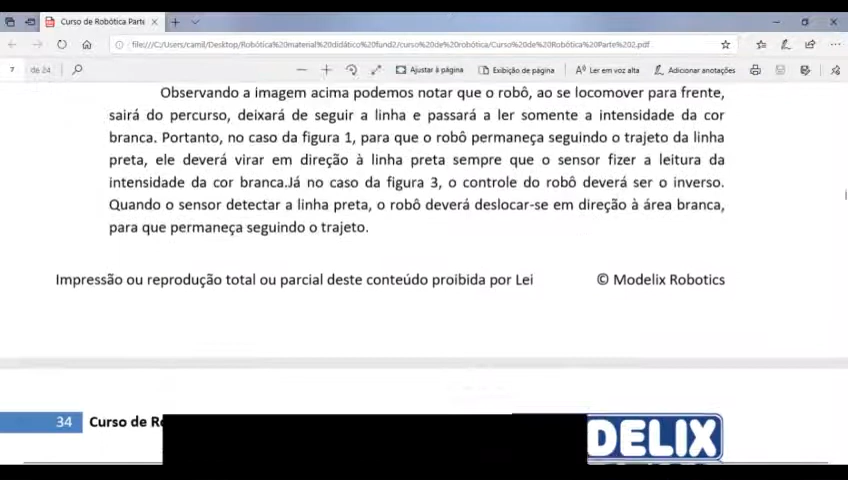 Curso de Robótica Parte
file:///C:/Users/camil/Desktop/Robótica%20material%20didático%20fund2/curso%20de%20robótica/Curso%20de%20Robótica%20Parte%202.pdf
7 de 24 Ajustar à página Exibição de página Ler em voz alta Adicionar anotações
Observando a imagem acima podemos notar que o robô, ao se locomover para frente,
sairá do percurso, deixará de seguir a linha e passará a ler somente a intensidade da cor
branca. Portanto, no caso da figura 1, para que o robô permaneça seguindo o trajeto da linha
preta, ele deverá virar em direção à linha preta sempre que o sensor fizer a leitura da
intensidade da cor branca.Já no caso da figura 3, o controle do robô deverá ser o inverso.
Quando o sensor detectar a linha preta, o robô deverá deslocar-se em direção à área branca,
para que permaneça seguindo o trajeto.
Impressão ou reprodução total ou parcial deste conteúdo proibida por Lei © Modelix Robotics
34 Curso de Ro
DELIX